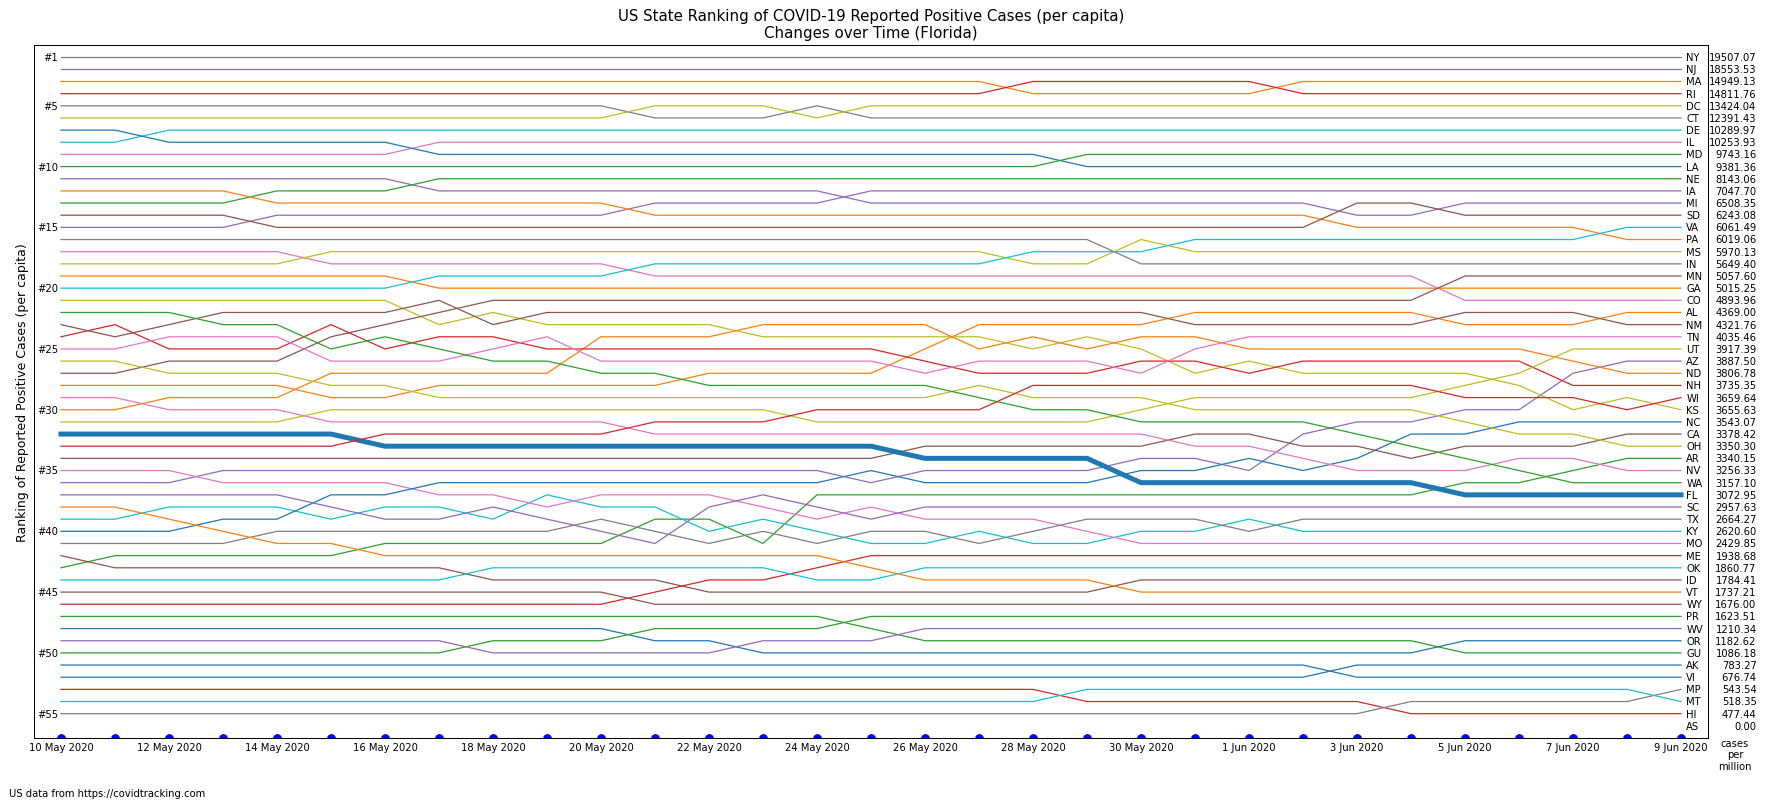 US State Ranking of COVID-19 Reported Positive Cases (per capita)
Changes over Time (Florida)
Ranking of Reported Positive Cases (per capita)
#1
#5
#10
#15
#20
#25
#30
#35
#40
#45
#50
#55
NY 19507.07
NJ 18553.53
MA 14949.13
RI 14811.76
DC 13424.04
CT 12391.43
DE 10289.97
IL 10253.93
MD 9743.16
LA 9381.36
NE 8143.06
IA 7047.70
MI 6508.35
SD 6243.08
VA 6061.49
PA 6019.06
MS 5970.13
IN 5649.40
MN 5057.60
GA 5015.25
CO 4893.96
AL 4369.00
NM 4321.76
TN 4035.46
UT 3917.39
AZ 3887.50
ND 3806.78
NH 3735.35
WI 3659.64
KS 3655.63
NC 3543.07
CA 3378.42
OH 3350.30
AR 3340.15
NV 3256.33
WA 3157.10
FL 3072.95
SC 2957.63
TX 2664.27
KY 2620.60
MO 2429.85
ME 1938.68
OK 1860.77
ID 1784.41
VT 1737.21
WY 1676.00
PR 1623.51
WV 1210.34
OR 1182.62
GU 1086.18
AK 783.27
VI 676.74
MP 543.54
MT 518.35
HI 477.44
AS 0.00
10 May 2020 12 May 2020 14 May 2020 16 May 2020 18 May 2020 20 May 2020 22 May 2020 24 May 2020 26 May 2020 28 May 2020 30 May 2020 1 Jun 2020 3 Jun 2020 5 Jun 2020 7 Jun 2020 9 Jun 2020
cases
per
million
US data from https://covidtracking.com